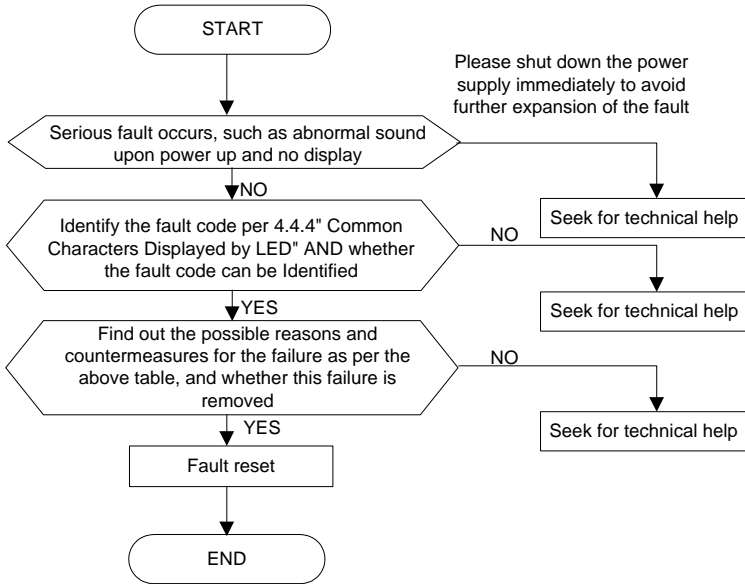 START
Please shut down the power
supply immediately to avoid
further expansion of the fault
Serious fault occurs, such as abnormal sound
upon power up and no display
NO
Seek for technical help
Identify the fault code per 4.4.4" Common
Characters Displayed by LED" AND whether
the fault code can be Identified
NO
YES
Seek for technical help
Find out the possible reasons and
countermeasures for the failure as per the
above table, and whether this failure is
removed
NO
YES
Seek for technical help
Fault reset
END